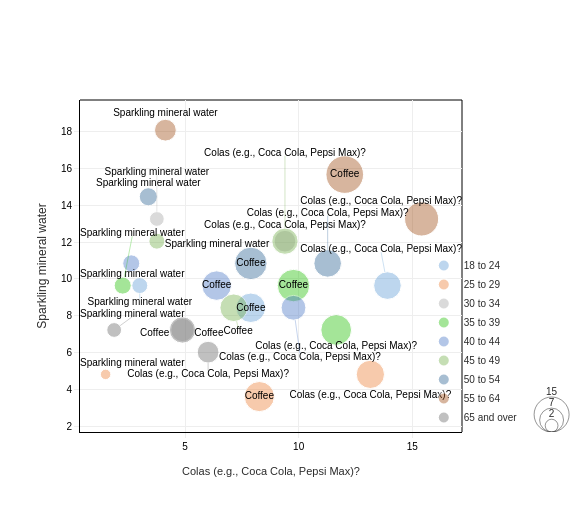 Sparkling mineral water
18
Colas (e.g., Coca Cola, Pepsi Max)?
16
Sparkling mineral water
Coffee
Sparkling mineral water
14
Colas (e.g., Coca Cola, Pepsi Max)?
Colas (e.g., Coca Cola, Pepsi Max)?
Colas (e.g., Coca Cola, Pepsi Max)?
Sparkling mineral water
12
Sparkling mineral water
Colas (e.g., Coca Cola, Pepsi Max)?
Coffee
18 to 24
Sparkling mineral water
10
Coffee
Coffee
25 to 29
Sparkling mineral water
30 to 34
8
Coffee
Sparkling mineral water
35 to 39
Coffee
Coffee
Coffee
40 to 44
Colas (e.g., Coca Cola, Pepsi Max)?
6
Colas (e.g., Coca Cola, Pepsi Max)?
45 to 49
Sparkling mineral water
Colas (e.g., Coca Cola, Pepsi Max)?
50 to 54
4
Coffee
Colas (e.g., Coca Cola, Pepsi Max)?
55 to 64
15
7
2
65 and over
2
5
10
15
Colas (e.g., Coca Cola, Pepsi Max)?
Sparkling mineral water